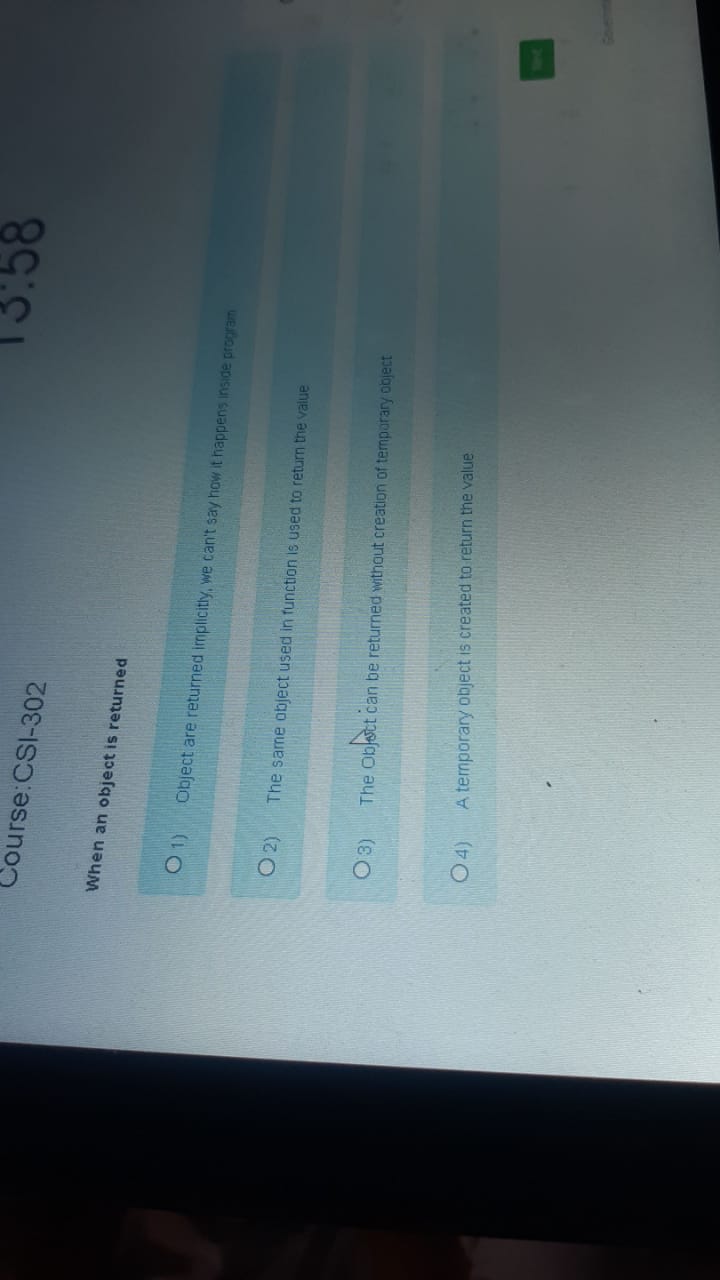 Course:CSI-302
13:58
When an object is returned
1) Object are returned implicitly, we can't say how it happens inside program
2) The same object used in function is used to return the value
3) The Object can be returned without creation of temporary object
4) A temporary object is created to return the value